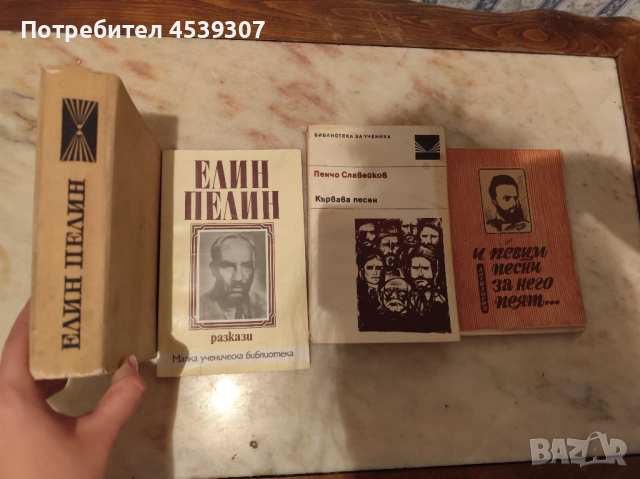 Потребител 4539307
ЕЛИН ПЕЛИН
ЕЛИН
ПЕЛИН
разкази
Малка ученическа библиотека
БИБЛИОТЕКА ЗА УЧЕНИКА
Пенчо Славейков
Кървава песен
И певци
песни
за него
пеят...
BAZAR